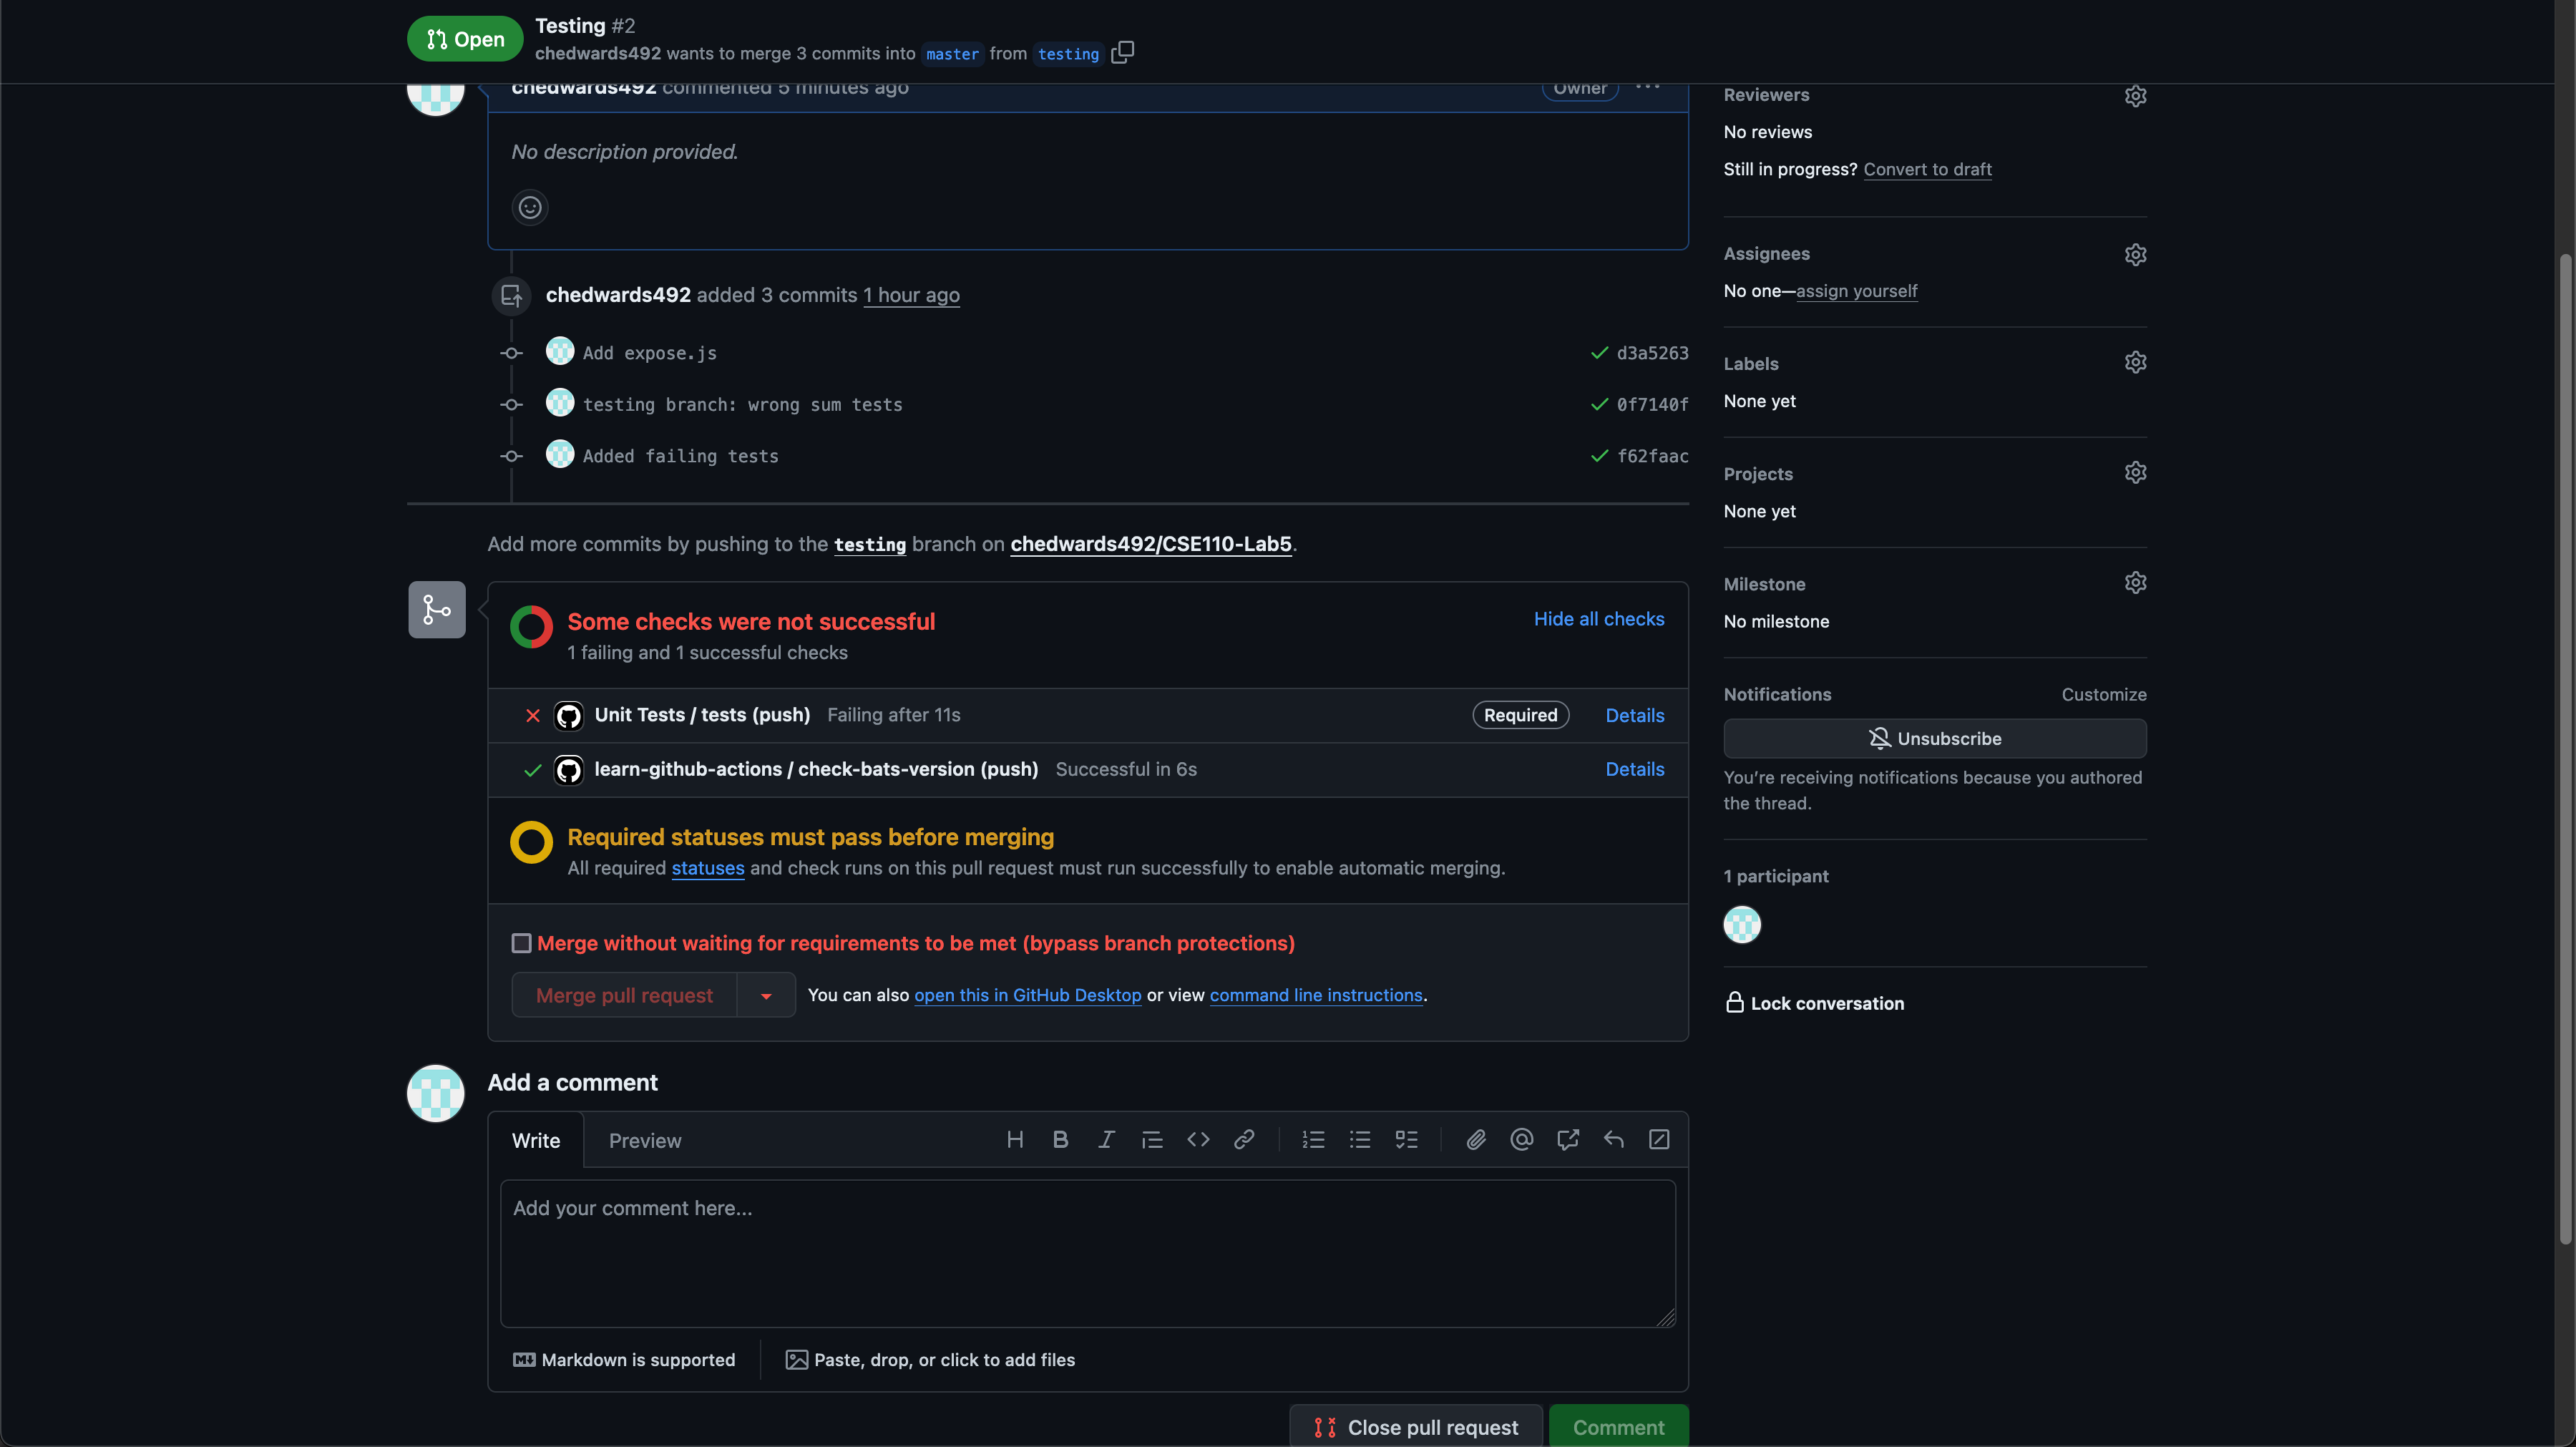 Open
Testing #2
chedwards492 wants to merge 3 commits into master from testing
chedwards492 commented 5 minutes ago
Owner
No description provided.
chedwards492 added 3 commits 1 hour ago
Add expose.js
d3a5263
testing branch: wrong sum tests
0f7140f
Added failing tests
f62faac
Add more commits by pushing to the testing branch on chedwards492/CSE110-Lab5.
Some checks were not successful
Hide all checks
1 failing and 1 successful checks
Unit Tests / tests (push) Failing after 11s
Required
Details
learn-github-actions / check-bats-version (push) Successful in 6s
Details
Required statuses must pass before merging
All required statuses and check runs on this pull request must run successfully to enable automatic merging.
Merge without waiting for requirements to be met (bypass branch protections)
Merge pull request
You can also open this in GitHub Desktop or view command line instructions.
Add a comment
Write
Preview
Add your comment here...
Markdown is supported
Paste, drop, or click to add files
Close pull request
Comment
Reviewers
No reviews
Still in progress? Convert to draft
Assignees
No one—assign yourself
Labels
None yet
Projects
None yet
Milestone
No milestone
Notifications
Customize
Unsubscribe
You're receiving notifications because you authored
the thread.
1 participant
Lock conversation